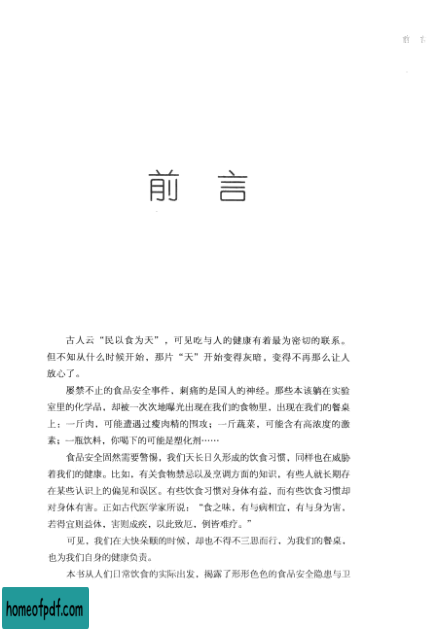 前
前 言
古人云“民以食为天”，可见吃与人的健康有着最为密切的联系。
但不知从什么时候开始，那片“天”开始变得灰暗，变得不再那么让人
放心了。
屡禁不止的食品安全事件，刺痛的是国人的神经。那些本该躺在实验
室里的化学品，却被一次次地曝光出现在我们的食物里，出现在我们的餐桌
上：一斤肉，可能遭遇过瘦肉精的围攻；一斤蔬菜，可能含有高浓度的激
素；一瓶饮料，你喝下的可能是塑化剂……
食品安全固然需要警惕，我们天长日久形成的饮食习惯，同样也在威胁
着我们的健康。比如，有关食物禁忌以及烹调方面的知识，有些人就长期存
在某些认识上的偏见和误区。有些饮食习惯对身体有益，而有些饮食习惯却
对身体有害。正如古代医学家所说：“食之味，有与病相宜，有与身为害，
若得宜则益体，害则成疾，以此致厄，例皆难疗。”
可见，我们在大快朵颐的时候，却也不得不三思而行，为我们的餐桌，
也为我们自身的健康负责。
本书从人们日常饮食的实际出发，揭露了形形色色的食品安全隐患与卫
homeofpdf.com